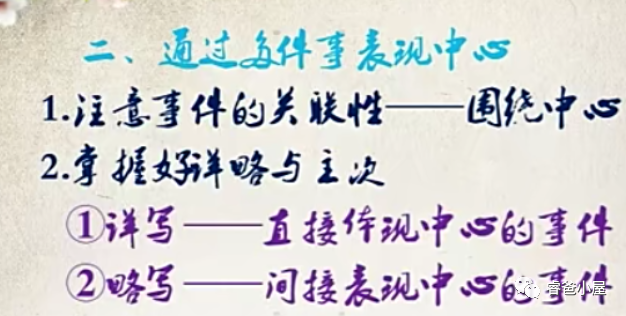 二、通过多件事表现中心
1.注意事件的关联性——围绕中心
2.掌握好详略与主次
①详写——直接体现中心的事件
②略写——间接表现中心的事件
睿爸小屋